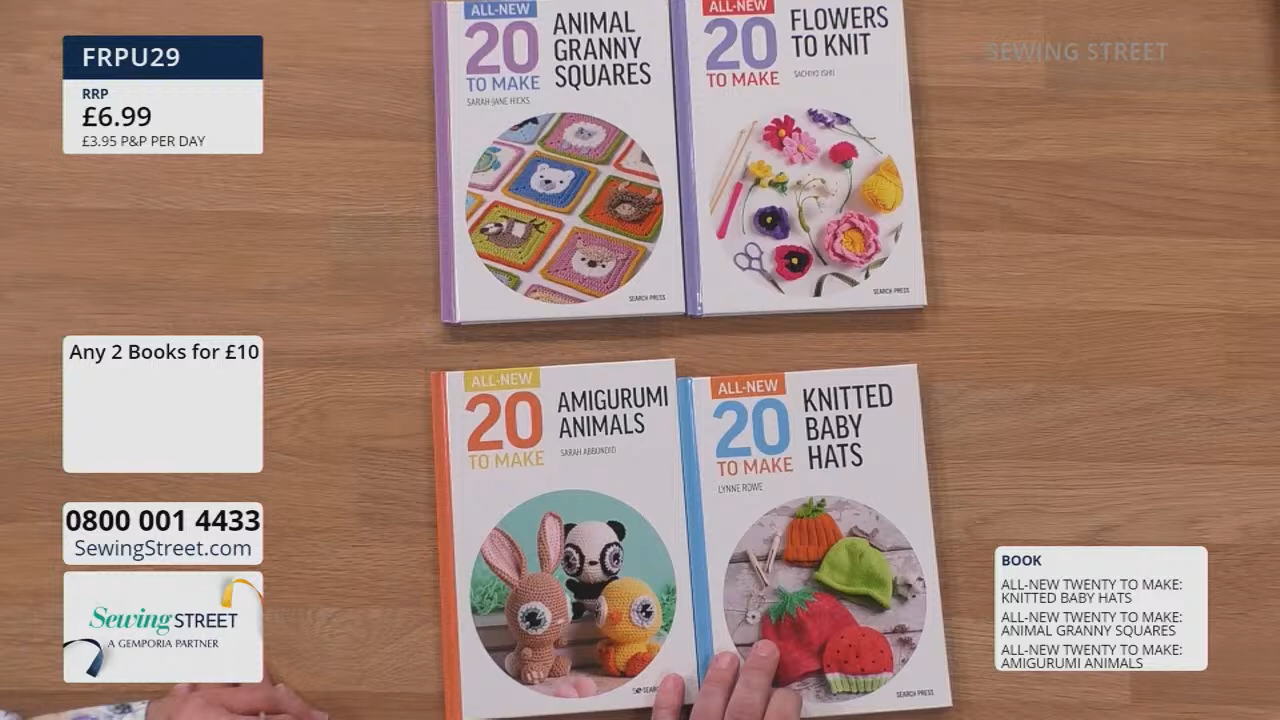 FRPU29
RRP
£6.99
£3.95 P&P PER DAY
Any 2 Books for £10
0800 001 4433
SewingStreet.com
Sewing STREET
A GEMPORIA PARTNER
ALL-NEW
20
TO MAKE
SARAH-JANE HICKS
ANIMAL
GRANNY
SQUARES
SEARCH PRESS
ALL-NEW
20
TO MAKE
FLOWERS
TO KNIT
SACHIYO ISHII
SEARCH PRESS
SEWING STREET
ALL-NEW
20
TO MAKE
AMIGURUMI
ANIMALS
SARAH ABBONDIO
ALL-NEW
20
TO MAKE
LYNNE ROWE
KNITTED
BABY
HATS
SEARCH PRESS
BOOK
ALL-NEW TWENTY TO MAKE:
KNITTED BABY HATS
ALL-NEW TWENTY TO MAKE:
ANIMAL GRANNY SQUARES
ALL-NEW TWENTY TO MAKE:
AMIGURUMI ANIMALS